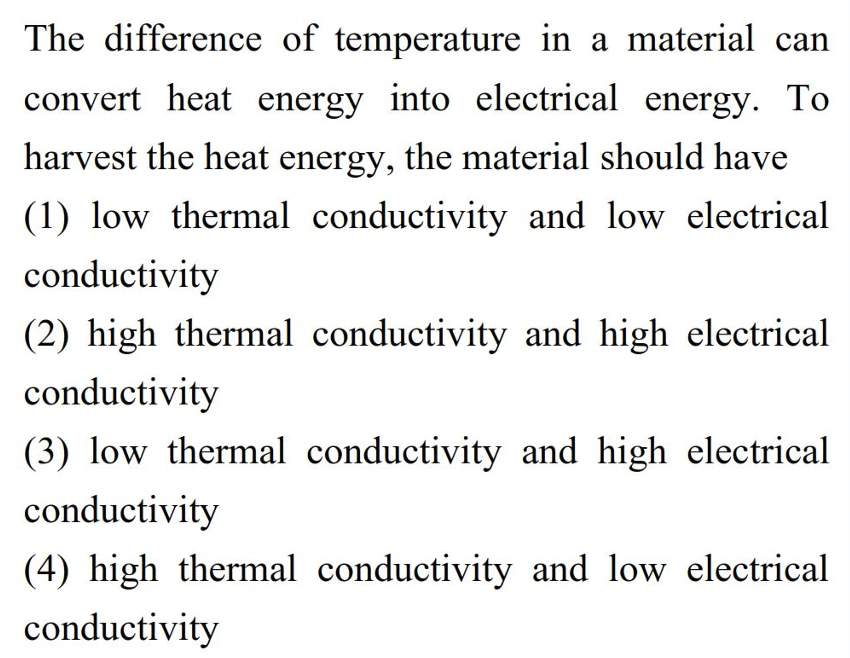 The difference of temperature in a material can
convert heat energy into electrical energy. To
harvest the heat energy, the material should have
(1) low thermal conductivity and low electrical
conductivity
(2) high thermal conductivity and high electrical
conductivity
(3) low thermal conductivity and high electrical
conductivity
(4) high thermal conductivity and low electrical
conductivity